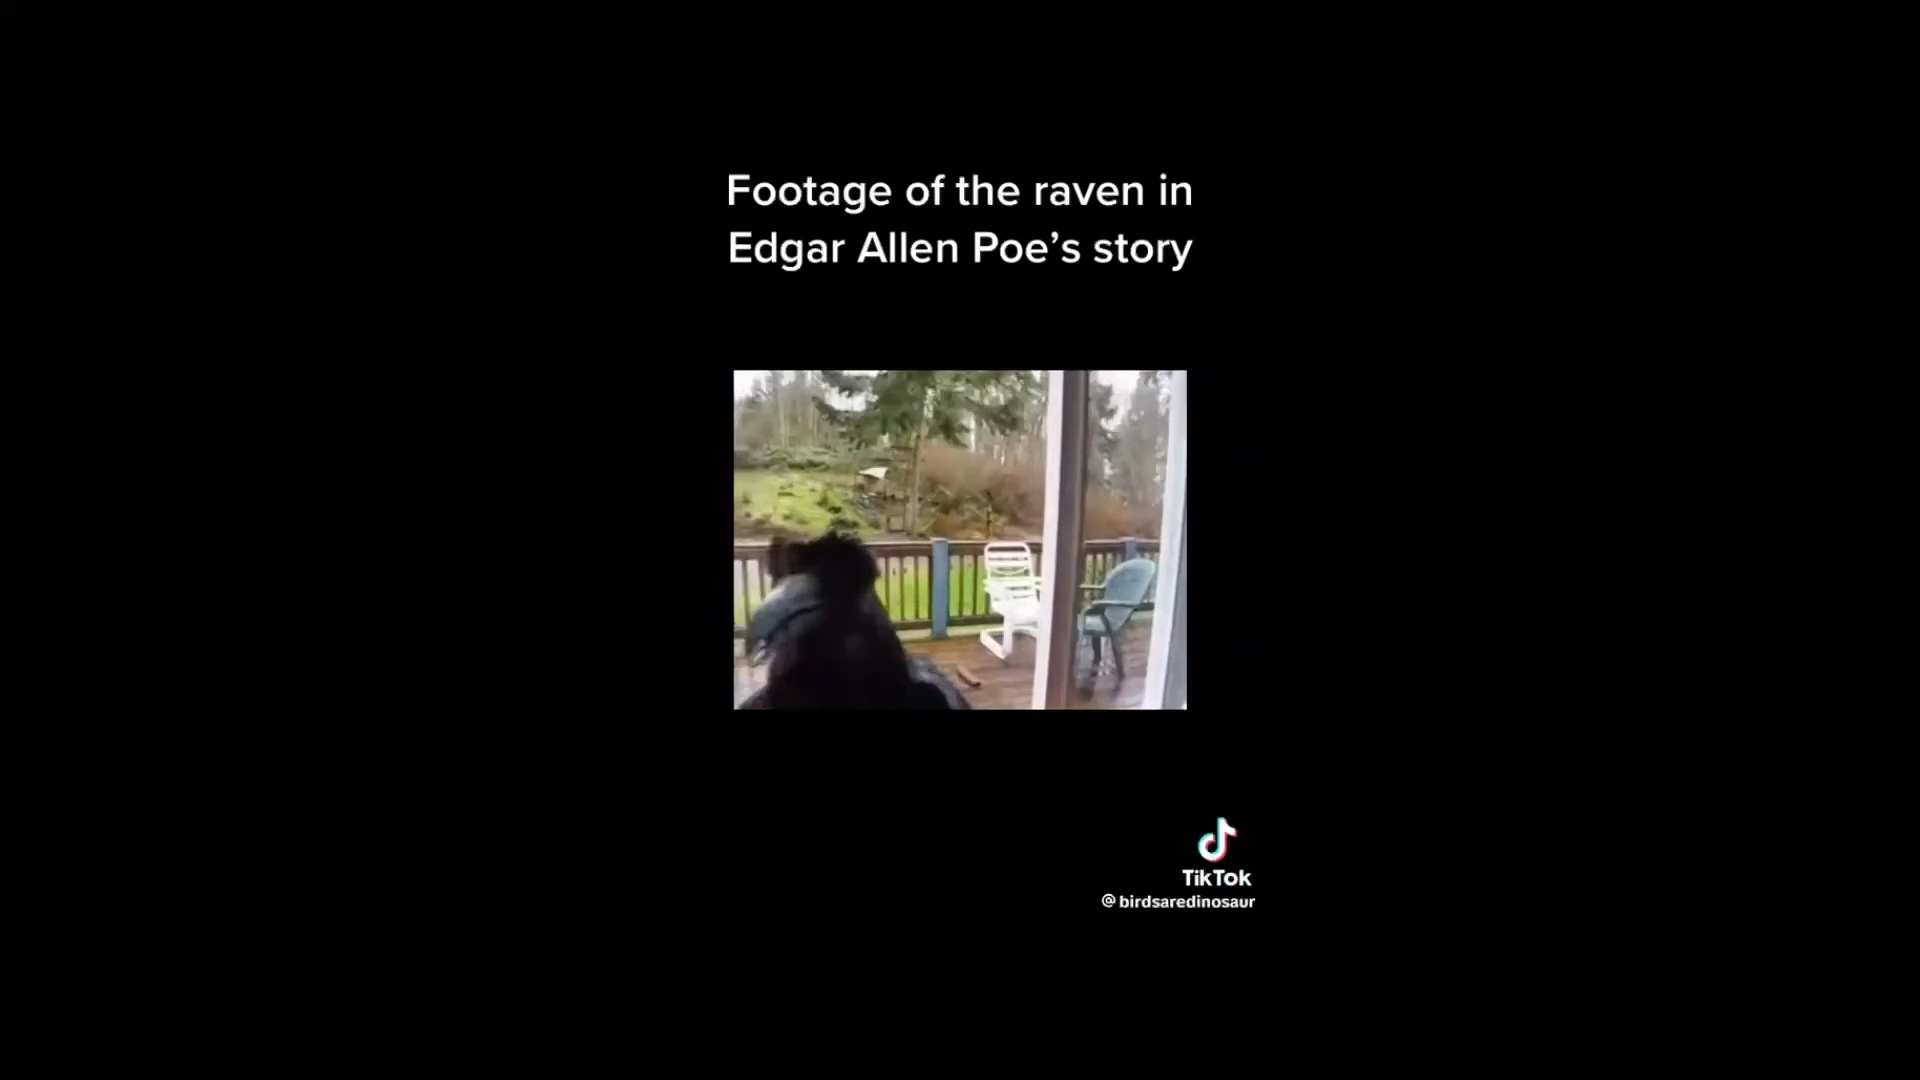 Footage of the raven in
Edgar Allen Poe’s story
TikTok
@birdsaredinosaur